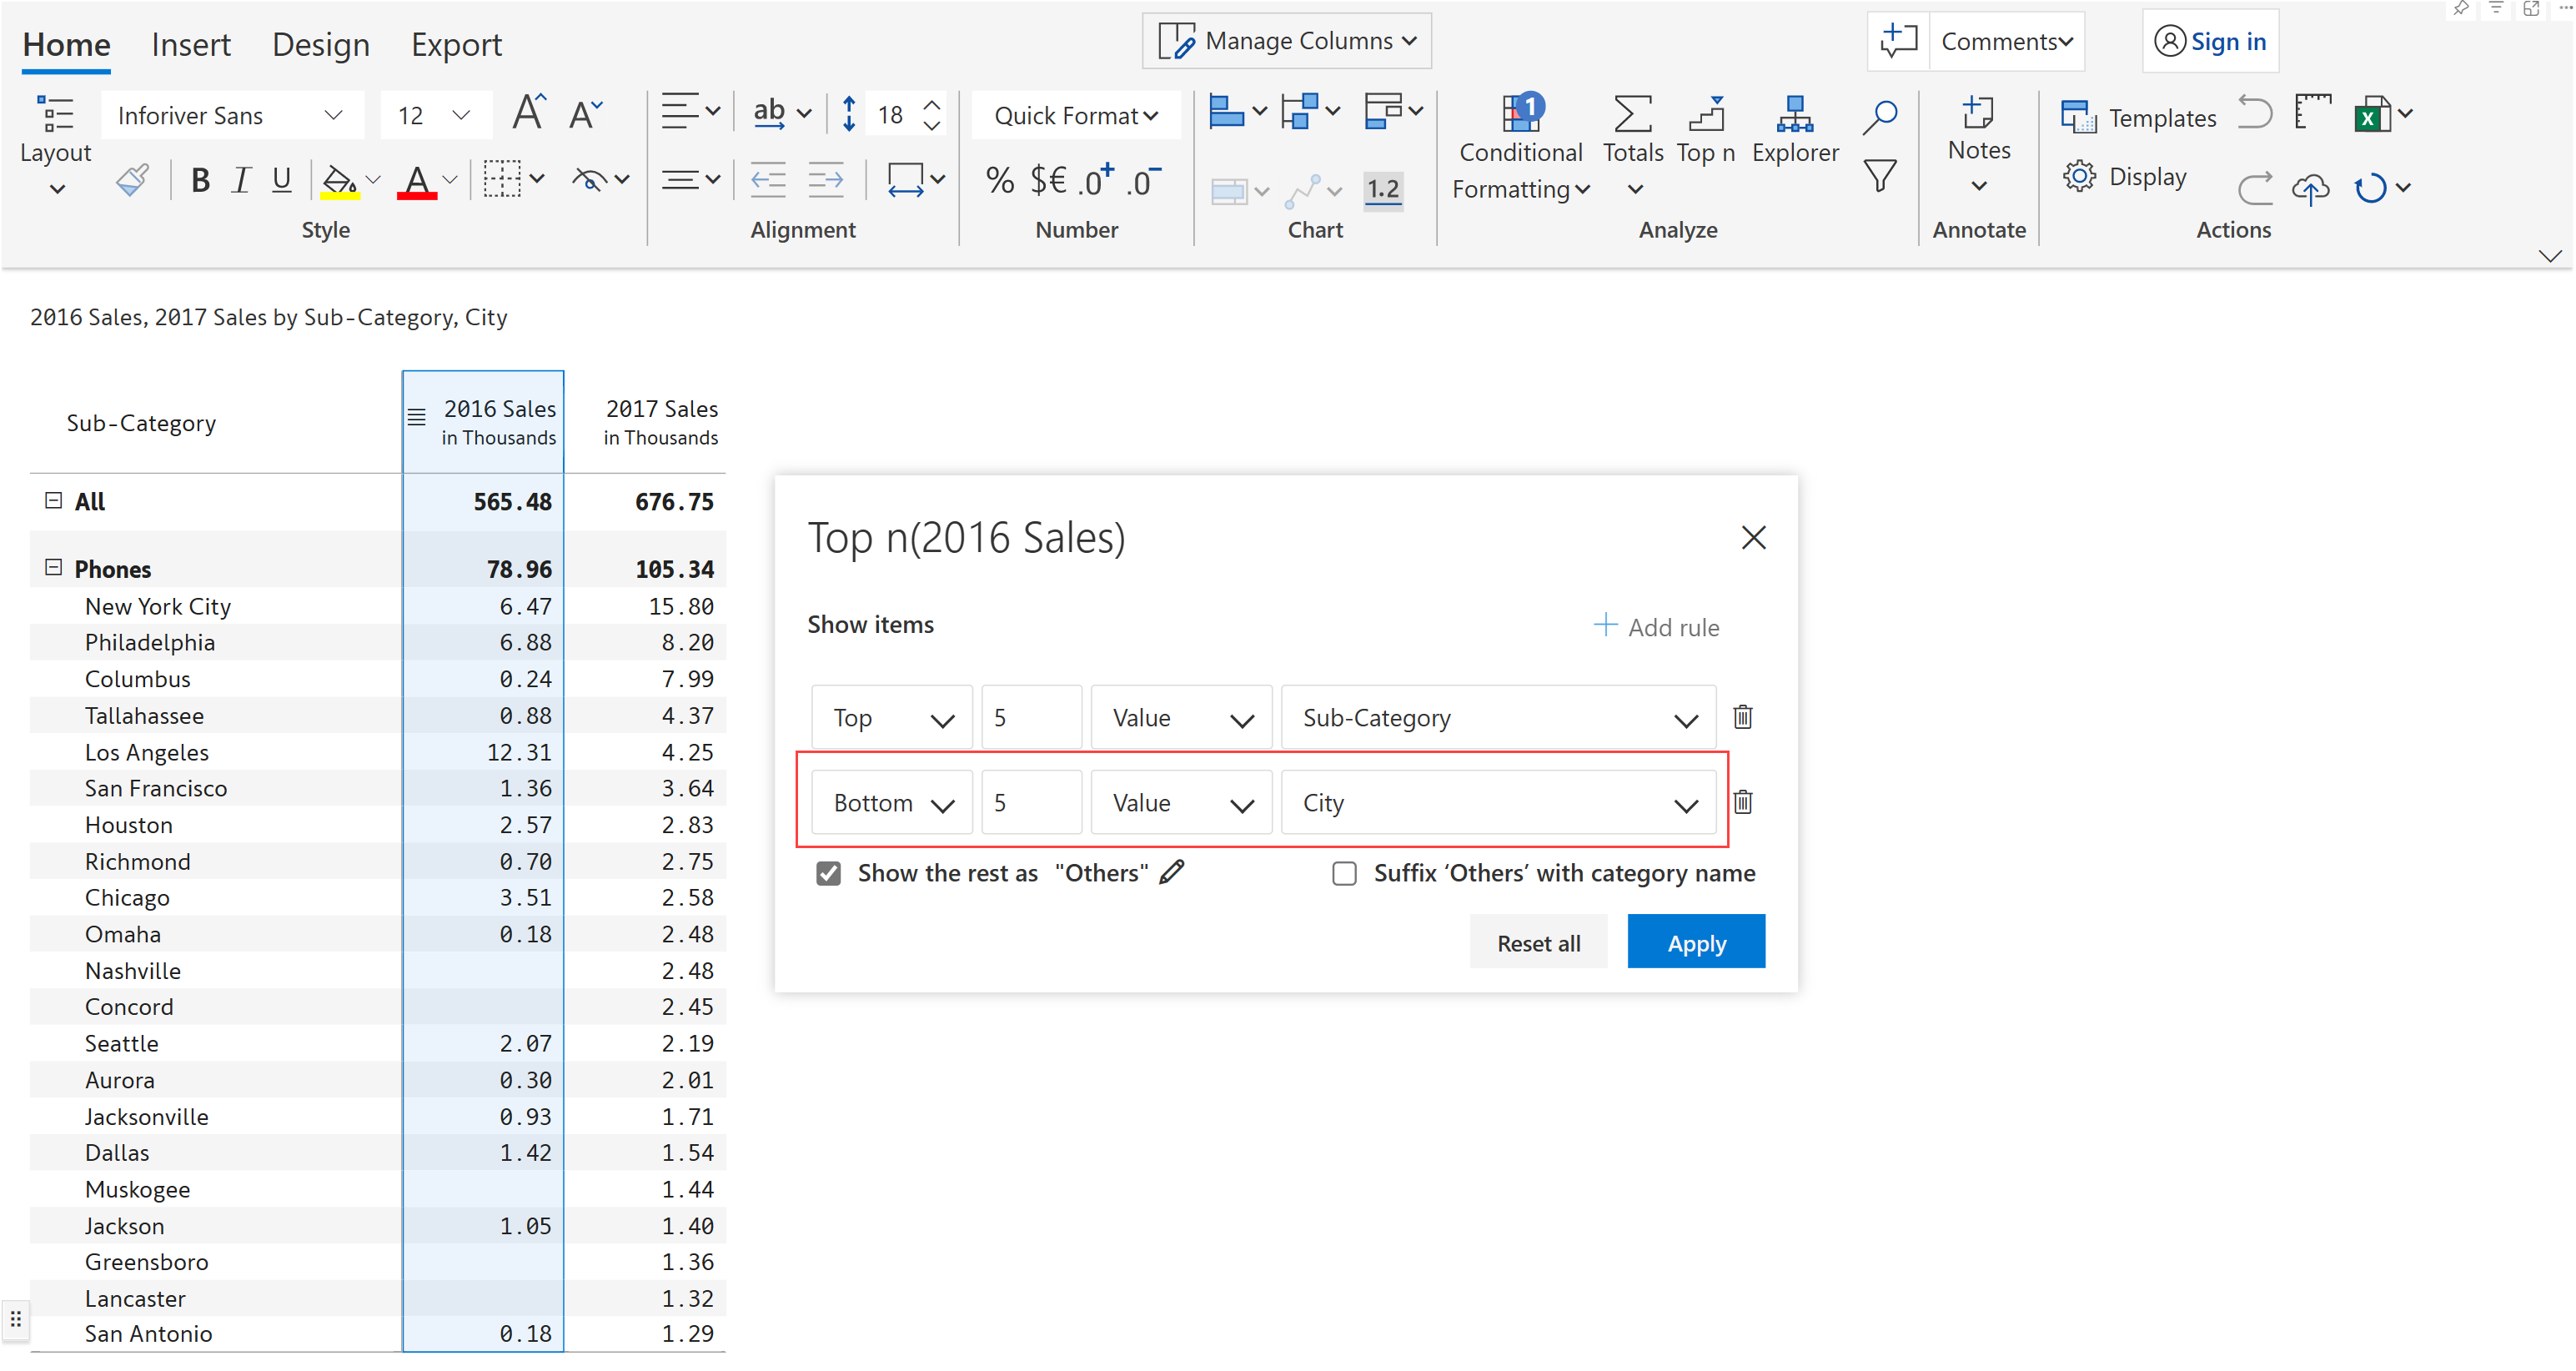 Home Insert Design Export Manage Columns Comments Sign in
Layout Inforiver Sans 12 A A ab 18 Quick Format Templates
B I U A % $€ .0+ .0− 1.2 Conditional Formatting 1 Totals Top n Explorer Notes Display X
Style Alignment Number Chart Analyze Annotate Actions
2016 Sales, 2017 Sales by Sub-Category, City
Sub-Category 2016 Sales in Thousands 2017 Sales in Thousands
All 565.48 676.75
Phones 78.96 105.34
New York City 6.47 15.80
Philadelphia 6.88 8.20
Columbus 0.24 7.99
Tallahassee 0.88 4.37
Los Angeles 12.31 4.25
San Francisco 1.36 3.64
Houston 2.57 2.83
Richmond 0.70 2.75
Chicago 3.51 2.58
Omaha 0.18 2.48
Nashville 2.48
Concord 2.45
Seattle 2.07 2.19
Aurora 0.30 2.01
Jacksonville 0.93 1.71
Dallas 1.42 1.54
Muskogee 1.44
Jackson 1.05 1.40
Greensboro 1.36
Lancaster 1.32
San Antonio 0.18 1.29
Top n(2016 Sales)
Show items Add rule
Top 5 Value Sub-Category
Bottom 5 Value City
Show the rest as "Others" Suffix ‘Others’ with category name
Reset all Apply